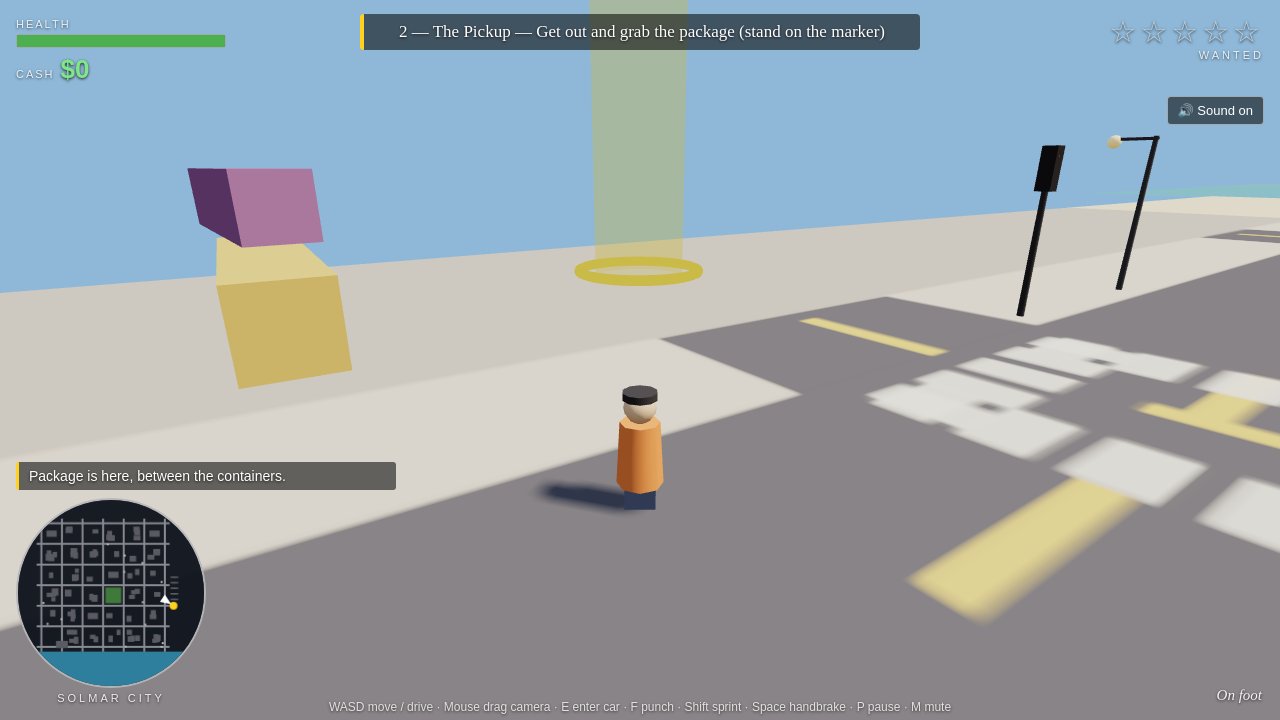 HEALTH
CASH $0
2 — The Pickup — Get out and grab the package (stand on the marker)
☆☆☆☆☆
WANTED
🔊 Sound on
Package is here, between the containers.
SOLMAR CITY
WASD move / drive · Mouse drag camera · E enter car · F punch · Shift sprint · Space handbrake · P pause · M mute
On foot